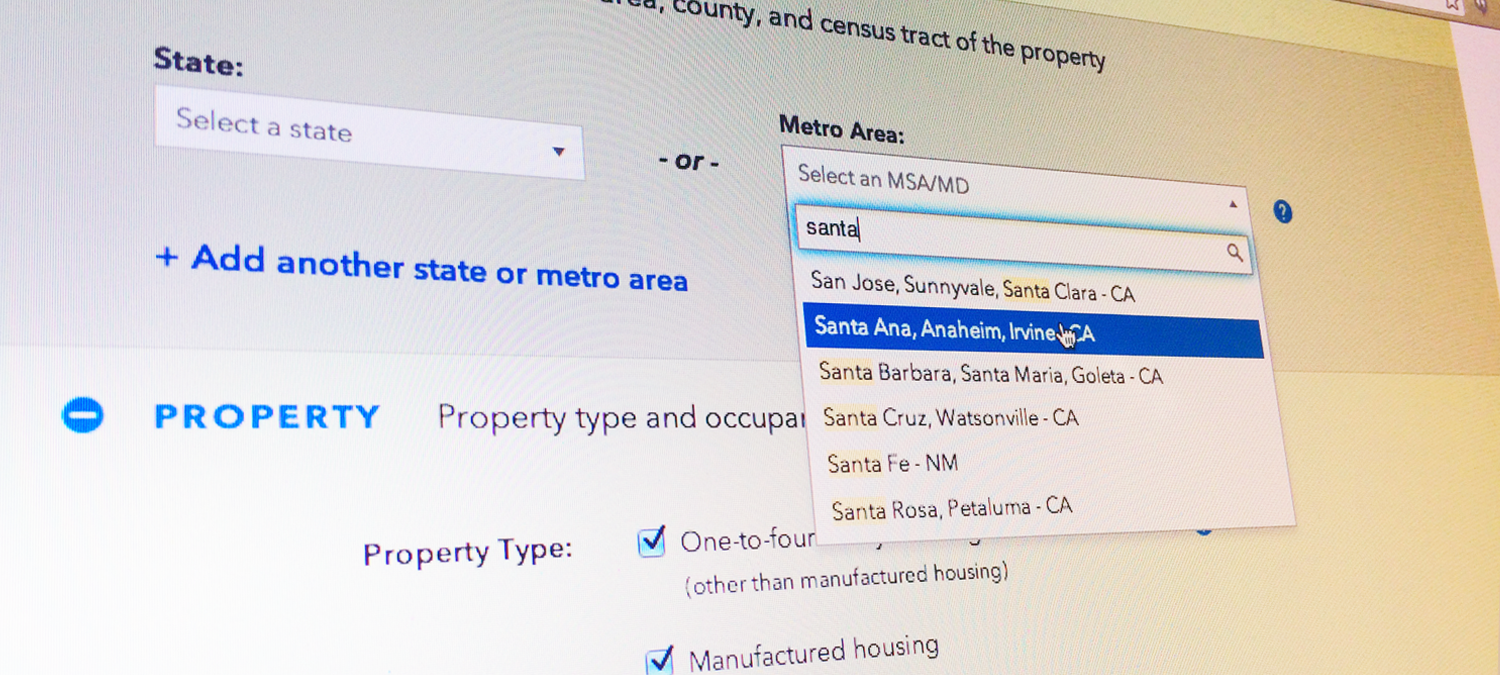 county, and census tract of the property
State:
Select a state
- or -
Metro Area:
Select an MSA/MD
?
santa
San Jose, Sunnyvale, Santa Clara - CA
Santa Ana, Anaheim, Irvine CA
Santa Barbara, Santa Maria, Goleta - CA
Santa Cruz, Watsonville - CA
Santa Fe - NM
Santa Rosa, Petaluma - CA
+ Add another state or metro area
PROPERTY
Property type and
Property Type:
One-to-four
(other than manufactured housing)
Manufactured housing